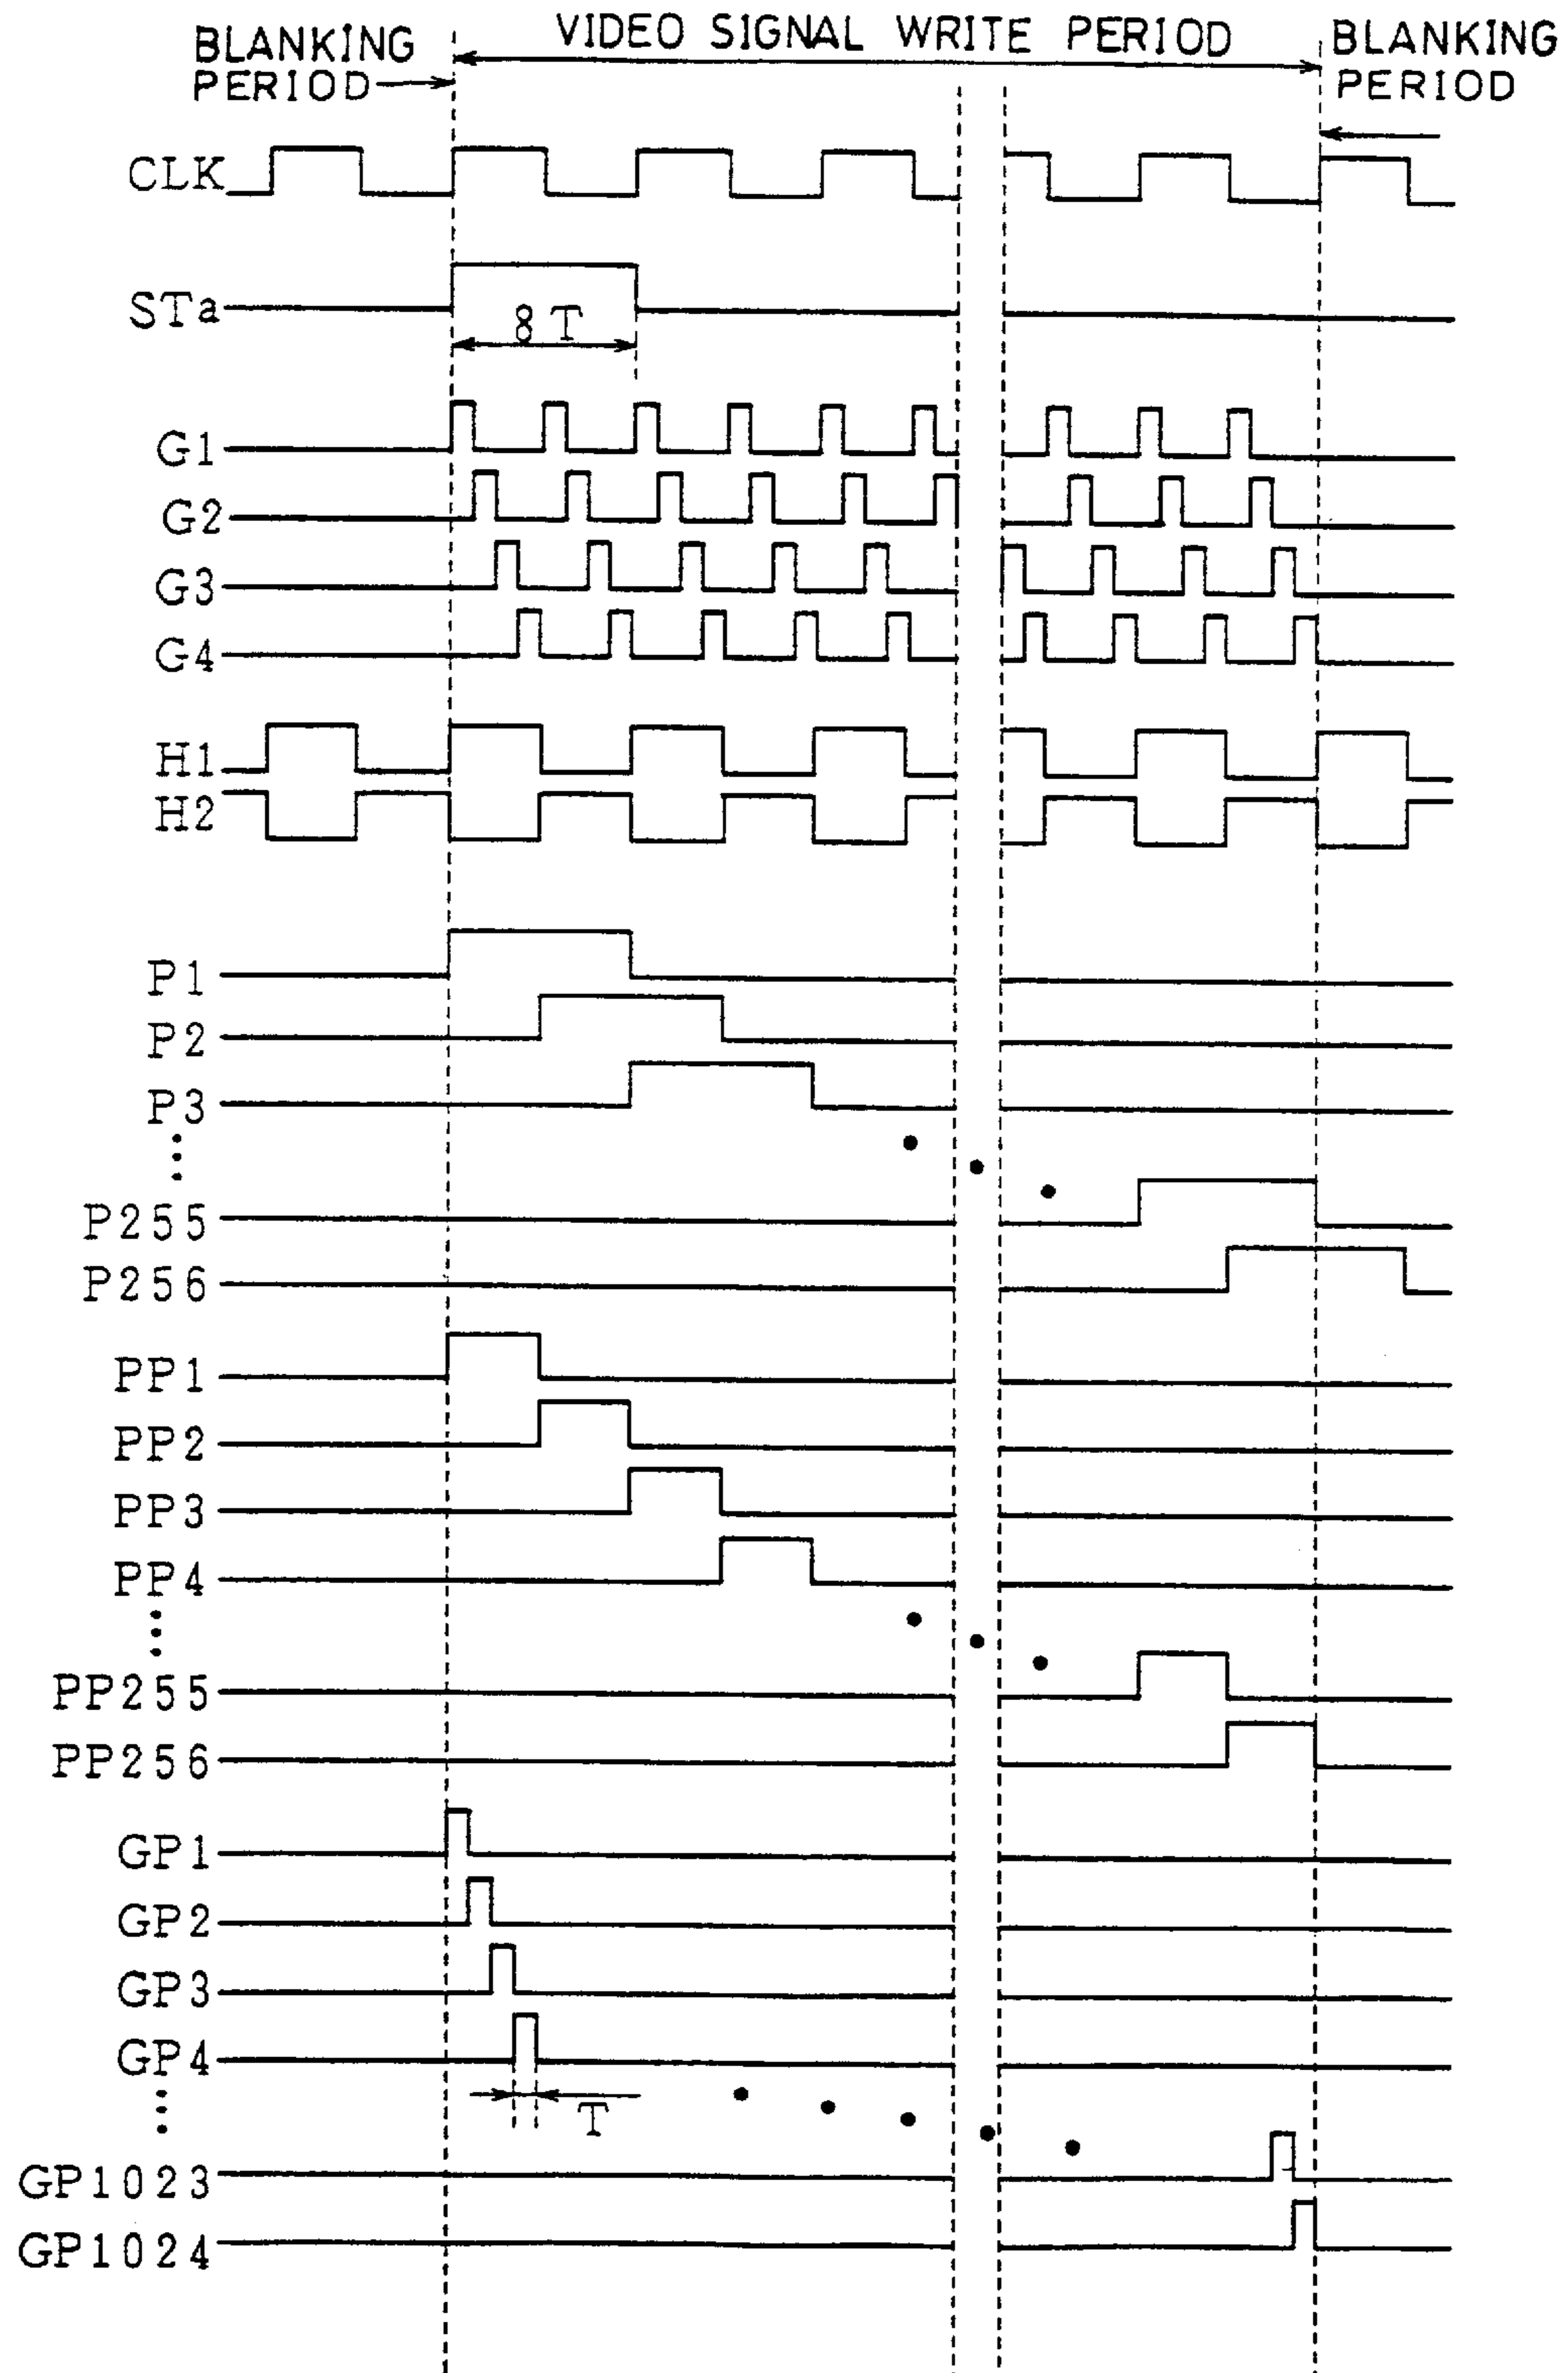 BLANKING
PERIOD
VIDEO SIGNAL WRITE PERIOD
BLANKING
PERIOD
CLK
STa
8T
G1
G2
G3
G4
H1
H2
P1
P2
P3
P255
P256
PP1
PP2
PP3
PP4
PP255
PP256
GP1
GP2
GP3
GP4
T
GP1023
GP1024